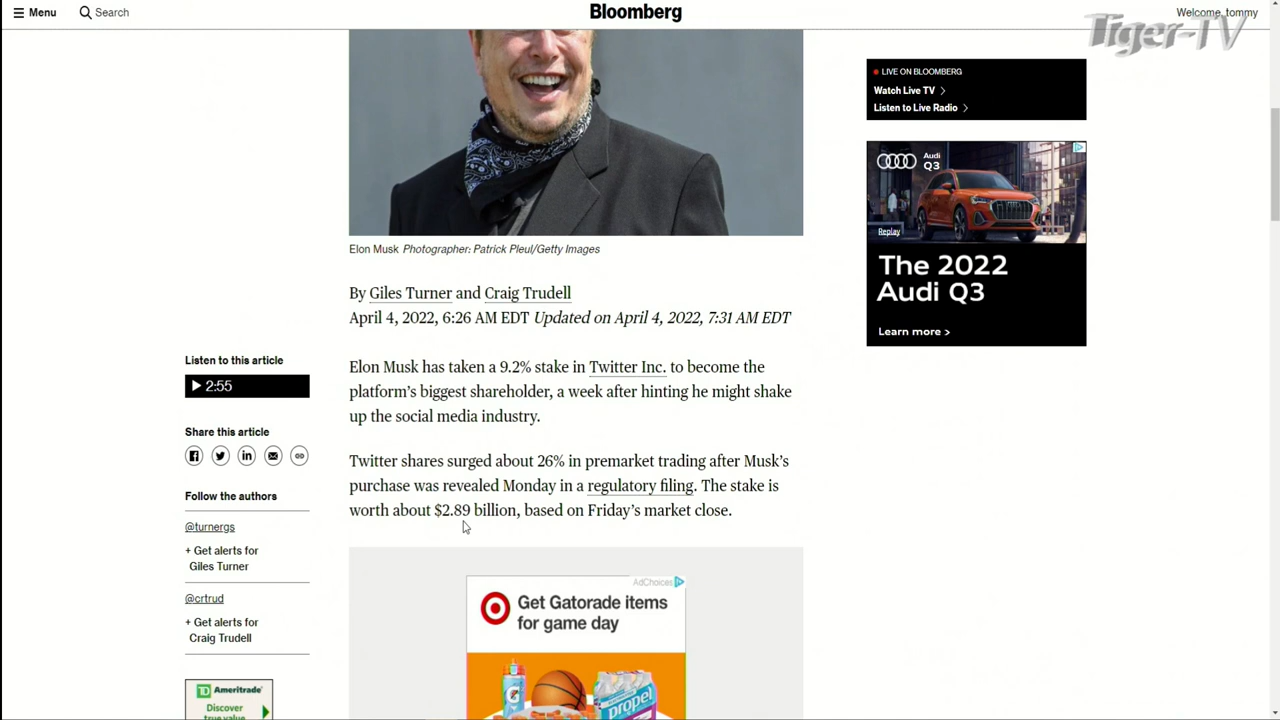 Menu
Search
Bloomberg
Welcome, tommy
Tiger-TV
LIVE ON BLOOMBERG
Watch Live TV >
Listen to Live Radio >
Audi
Q3
Replay
The 2022
Audi Q3
Learn more >
Elon Musk Photographer: Patrick Pleul/Getty Images
By Giles Turner and Craig Trudell
April 4, 2022, 6:26 AM EDT Updated on April 4, 2022, 7:31 AM EDT
Listen to this article
2:55
Share this article
Follow the authors
@turnergs
+ Get alerts for
Giles Turner
@crtrud
+ Get alerts for
Craig Trudell
Elon Musk has taken a 9.2% stake in Twitter Inc. to become the
platform's biggest shareholder, a week after hinting he might shake
up the social media industry.
Twitter shares surged about 26% in premarket trading after Musk's
purchase was revealed Monday in a regulatory filing. The stake is
worth about $2.89 billion, based on Friday's market close.
AdChoices
Get Gatorade items
for game day
propel
TD Ameritrade
Discover
true value